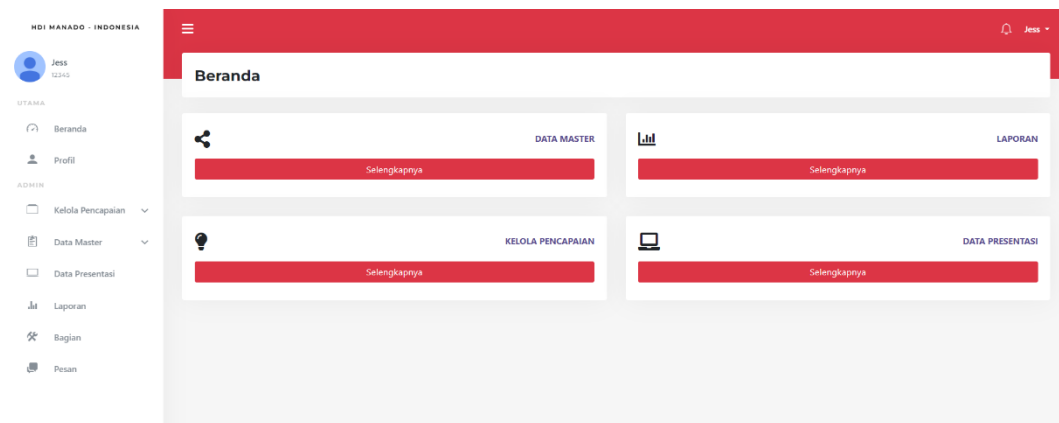 HDI MANADO - INDONESIA
Jess
Jess
12345
Beranda
UTAMA
Beranda
Profil
ADMIN
Kelola Pencapaian
Data Master
Data Presentasi
Laporan
Bagian
Pesan
DATA MASTER
Selengkapnya
LAPORAN
Selengkapnya
KELOLA PENCAPAIAN
Selengkapnya
DATA PRESENTASI
Selengkapnya